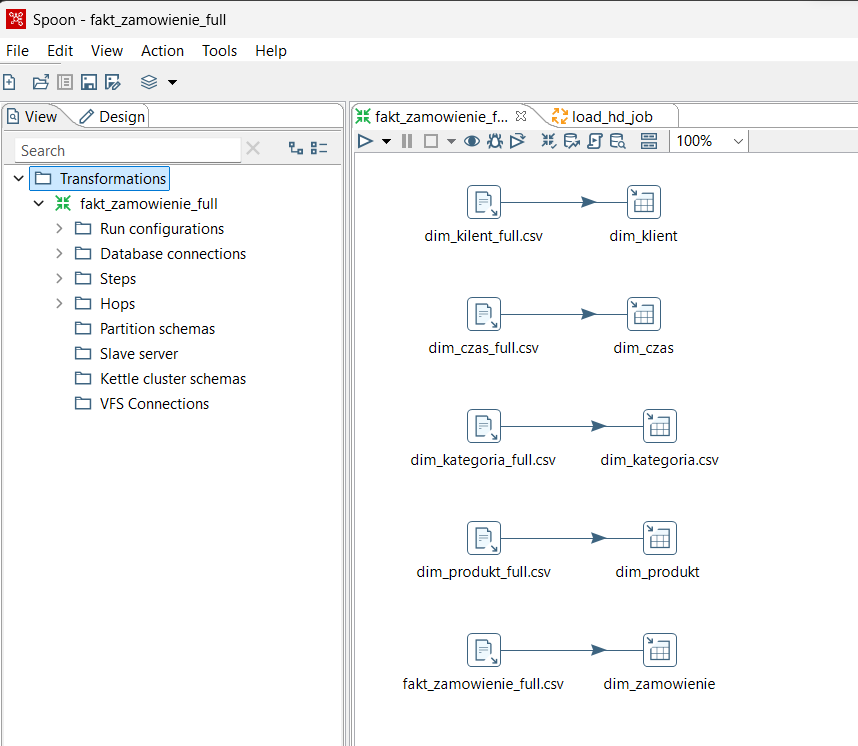 Spoon - fakt_zamowienie_full
File Edit View Action Tools Help
View Design
Search
Transformations
fakt_zamowienie_full
Run configurations
Database connections
Steps
Hops
Partition schemas
Slave server
Kettle cluster schemas
VFS Connections
fakt_zamowienie_f... load_hd_job
100%
dim_kilent_full.csv dim_klient
dim_czas_full.csv dim_czas
dim_kategoria_full.csv dim_kategoria.csv
dim_produkt_full.csv dim_produkt
fakt_zamowienie_full.csv dim_zamowienie